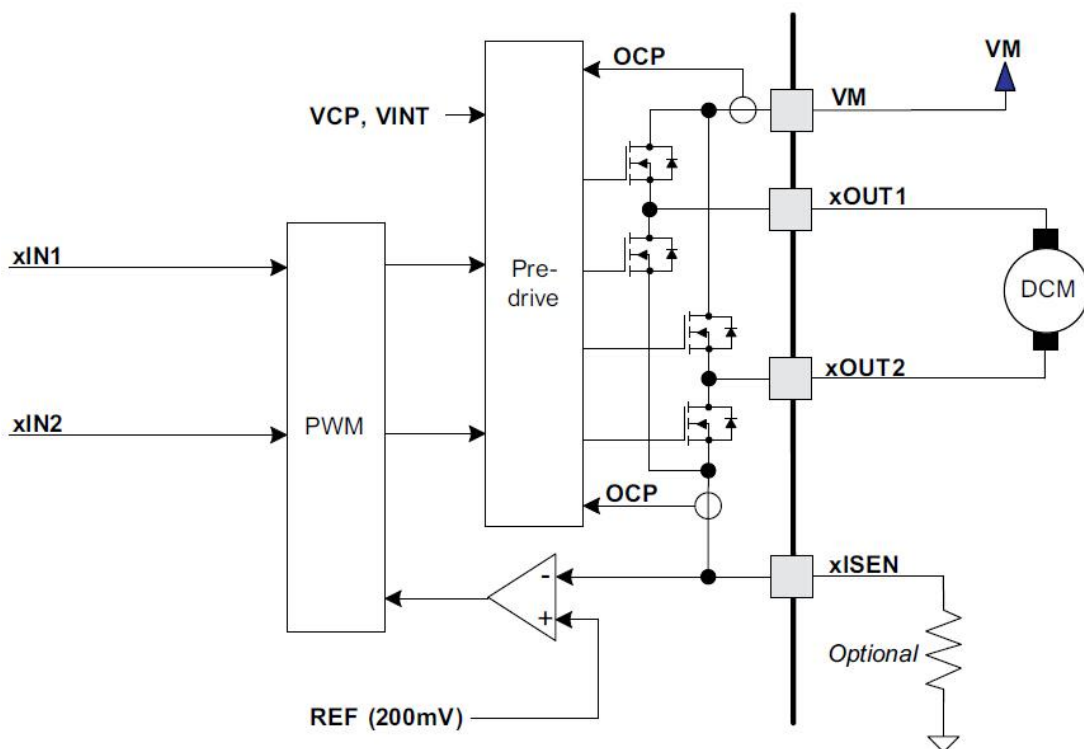 OCP
VM
VM
VCP, VINT
xOUT1
xIN1
Pre-
drive
DCM
xOUT2
xIN2
PWM
OCP
xISEN
-
+
Optional
REF (200mV)